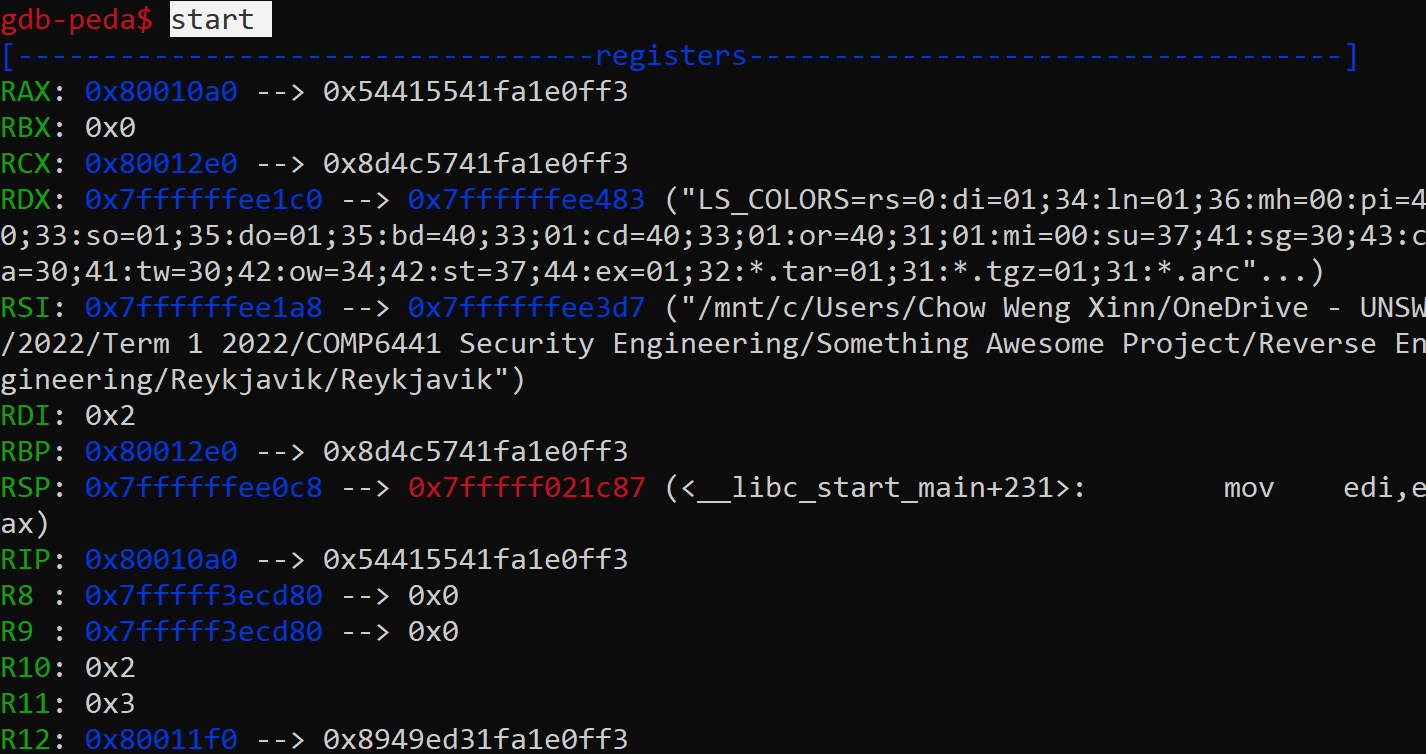 gdb-peda$ start
[----------------------------------registers-----------------------------------]
RAX: 0x80010a0 --> 0x54415541fa1e0ff3
RBX: 0x0
RCX: 0x80012e0 --> 0x8d4c5741fa1e0ff3
RDX: 0x7ffffffee1c0 --> 0x7ffffffee483 ("LS_COLORS=rs=0:di=01;34:ln=01;36:mh=00:pi=4
0;33:so=01;35:do=01;35:bd=40;33;01:cd=40;33;01:or=40;31;01:mi=00:su=37;41:sg=30;43:c
a=30;41:tw=30;42:ow=34;42:st=37;44:ex=01;32:*.tar=01;31:*.tgz=01;31:*.arc"...)
RSI: 0x7ffffffee1a8 --> 0x7ffffffee3d7 ("/mnt/c/Users/Chow Weng Xinn/OneDrive - UNSW
/2022/Term 1 2022/COMP6441 Security Engineering/Something Awesome Project/Reverse En
gineering/Reykjavik/Reykjavik")
RDI: 0x2
RBP: 0x80012e0 --> 0x8d4c5741fa1e0ff3
RSP: 0x7ffffffee0c8 --> 0x7fffff021c87 (<__libc_start_main+231>:        mov    edi,e
ax)
RIP: 0x80010a0 --> 0x54415541fa1e0ff3
R8 : 0x7fffff3ecd80 --> 0x0
R9 : 0x7fffff3ecd80 --> 0x0
R10: 0x2
R11: 0x3
R12: 0x80011f0 --> 0x8949ed31fa1e0ff3